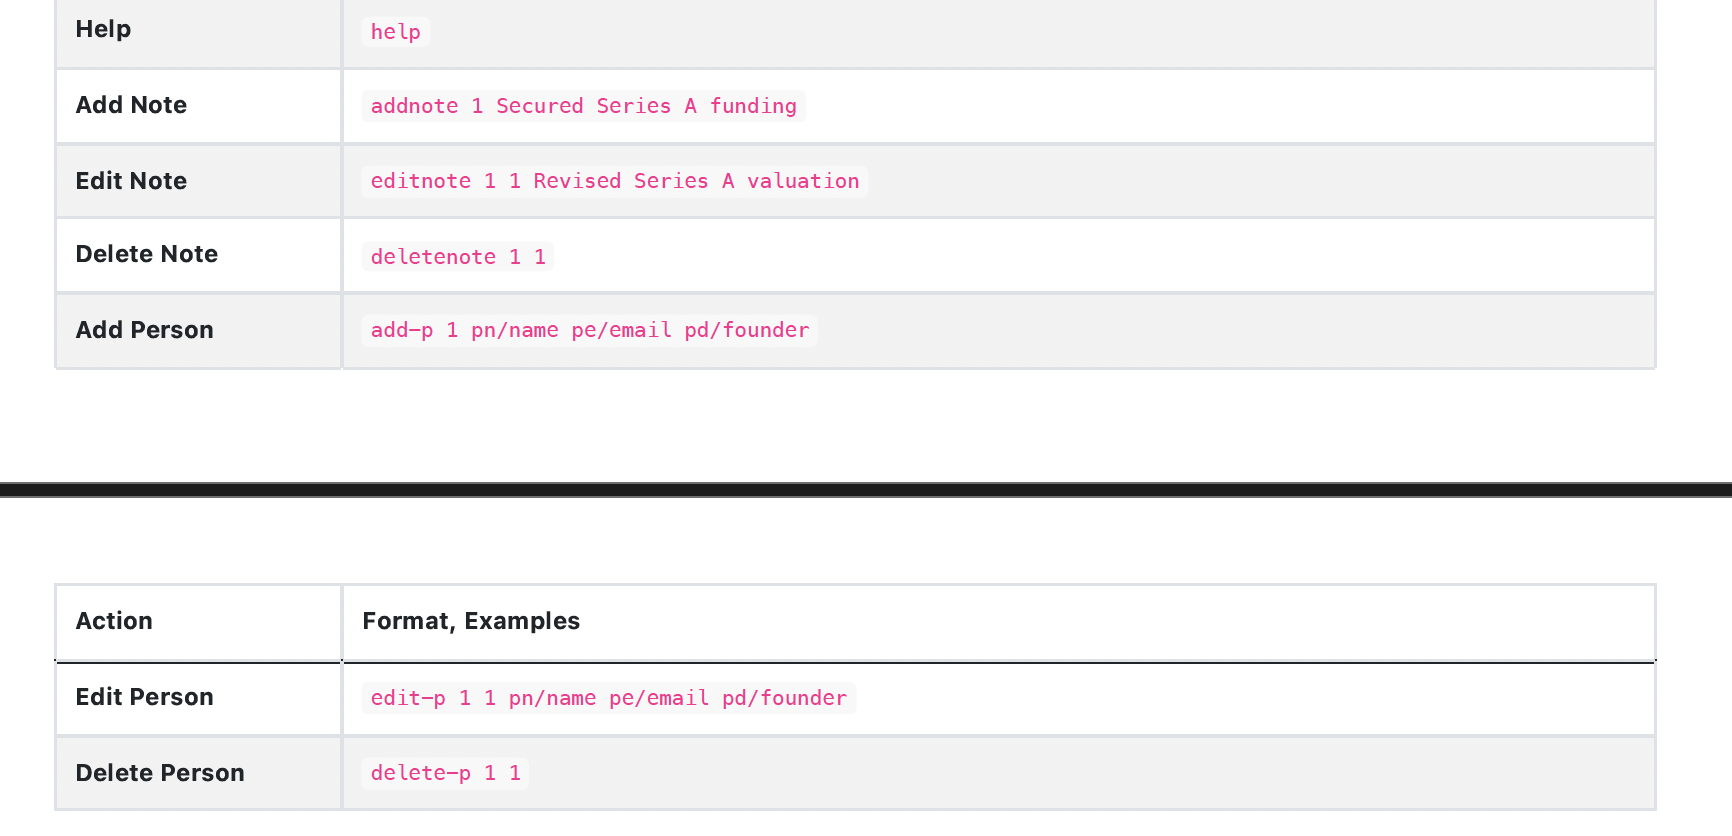 Help help
Add Note addnote 1 Secured Series A funding
Edit Note editnote 1 1 Revised Series A valuation
Delete Note deletenote 1 1
Add Person add-p 1 pn/name pe/email pd/founder
Action Format, Examples
Edit Person edit-p 1 1 pn/name pe/email pd/founder
Delete Person delete-p 1 1